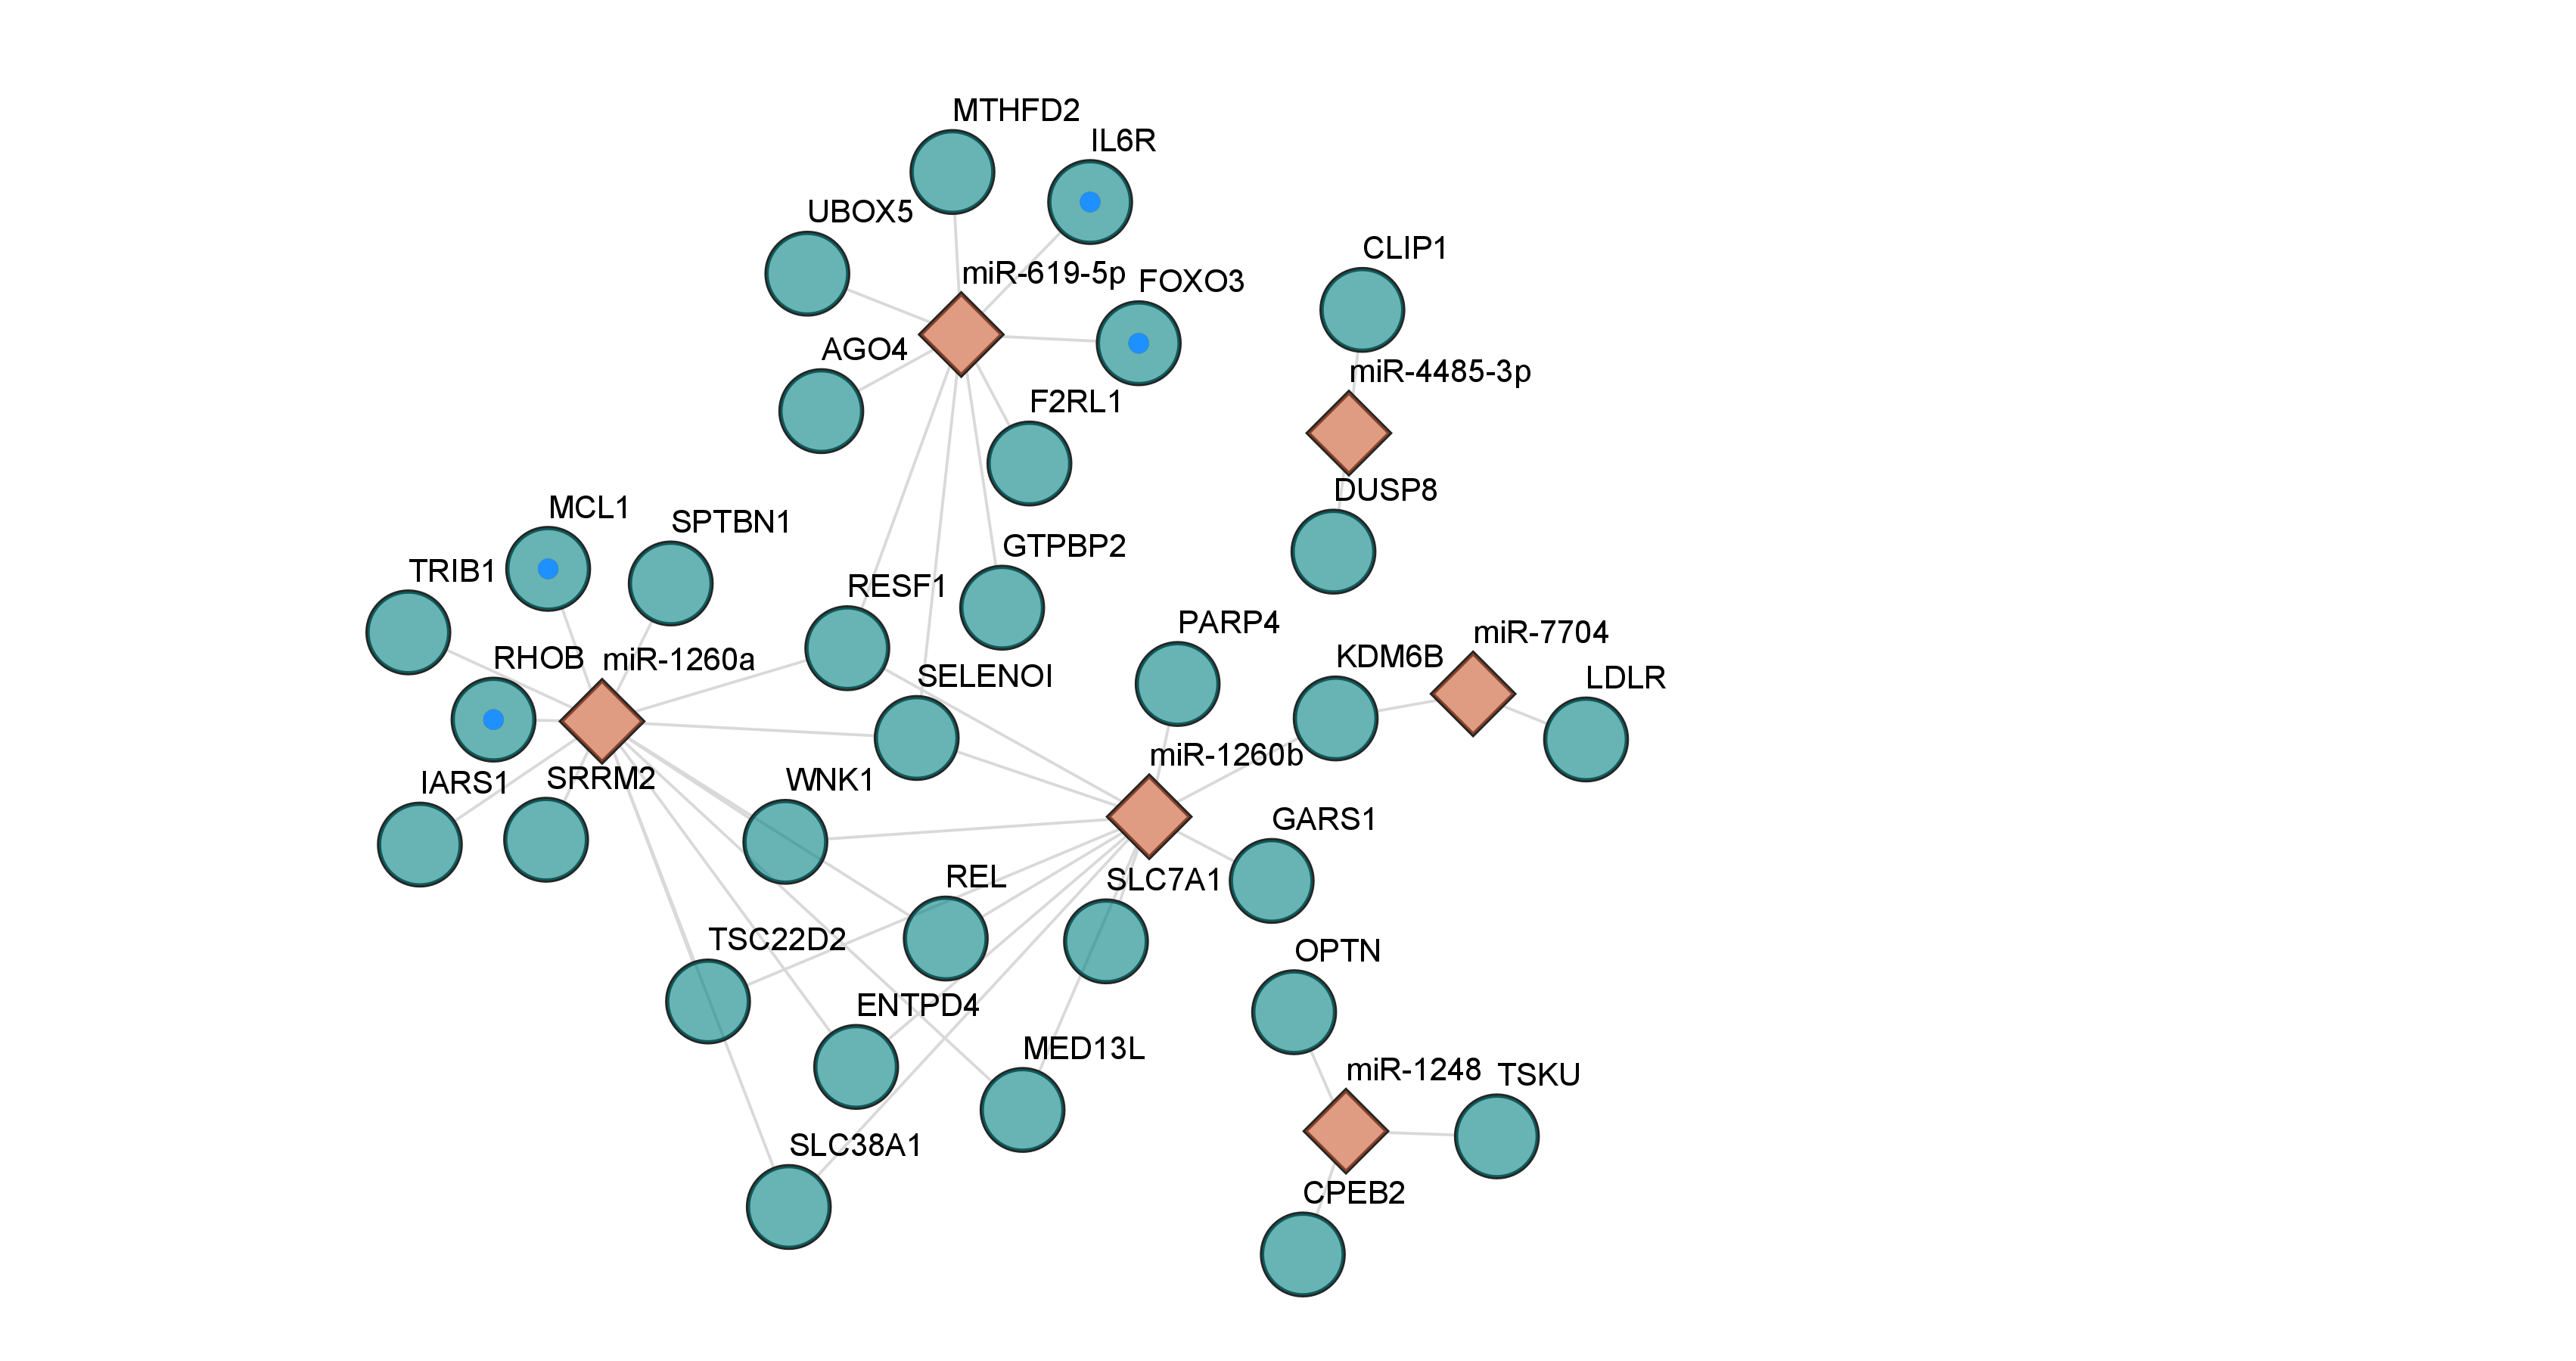 MTHFD2
IL6R
UBOX5
CLIP1
miR-619-5p
FOXO3
AGO4
miR-4485-3p
F2RL1
DUSP8
MCL1
SPTBN1
GTPBP2
TRIB1
RESF1
PARP4
miR-7704
RHOB
miR-1260a
KDM6B
SELENOI
LDLR
miR-1260b
IARS1
SRRM2
WNK1
GARS1
REL
SLC7A1
TSC22D2
OPTN
ENTPD4
MED13L
miR-1248
TSKU
SLC38A1
CPEB2